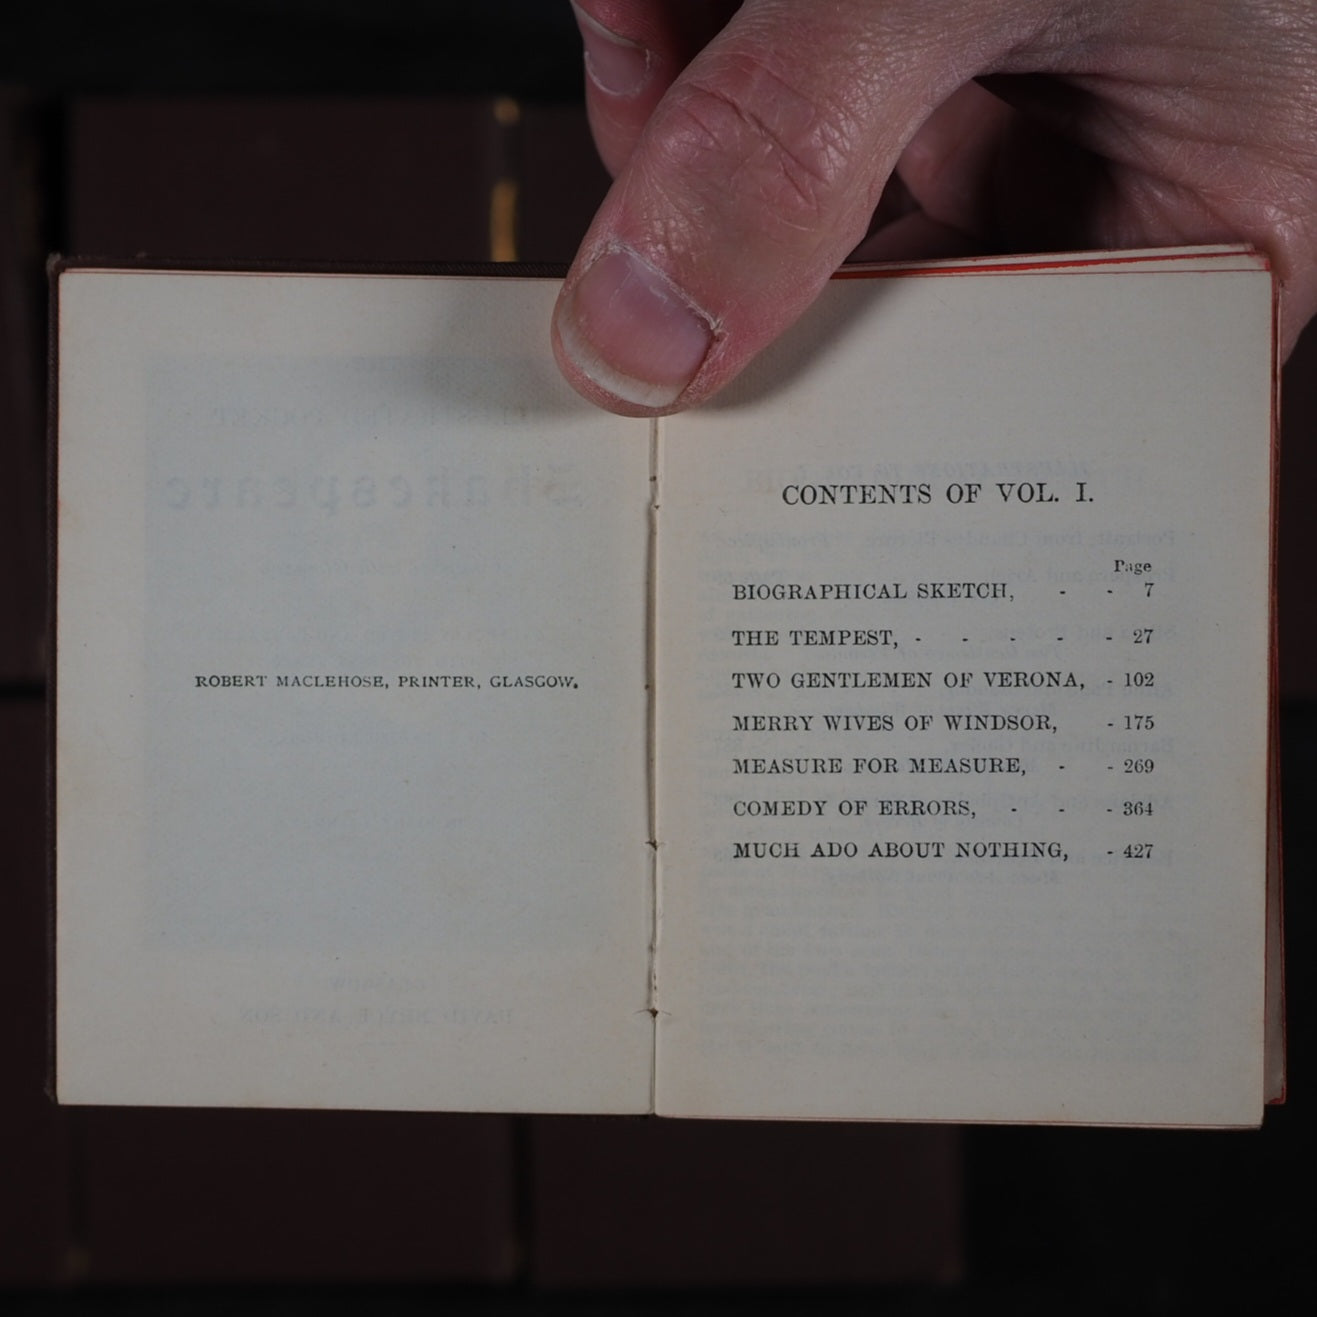 ROBERT MACLEHOSE, PRINTER, GLASGOW.
CONTENTS OF VOL. I.
Page
BIOGRAPHICAL SKETCH, - - 7
THE TEMPEST, - - - - - 27
TWO GENTLEMEN OF VERONA, - 102
MERRY WIVES OF WINDSOR, - 175
MEASURE FOR MEASURE, - - 269
COMEDY OF ERRORS, - - - 364
MUCH ADO ABOUT NOTHING, - 427